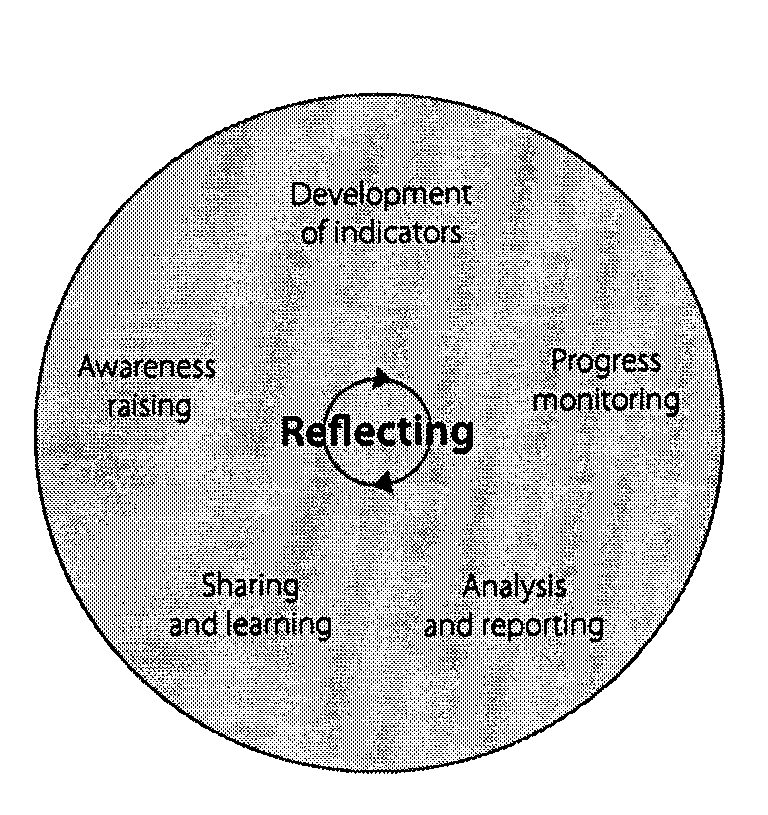 Development
of indicators
Awareness
raising
Progress
monitoring
Reflecting
Sharing
and learning
Analysis
and reporting